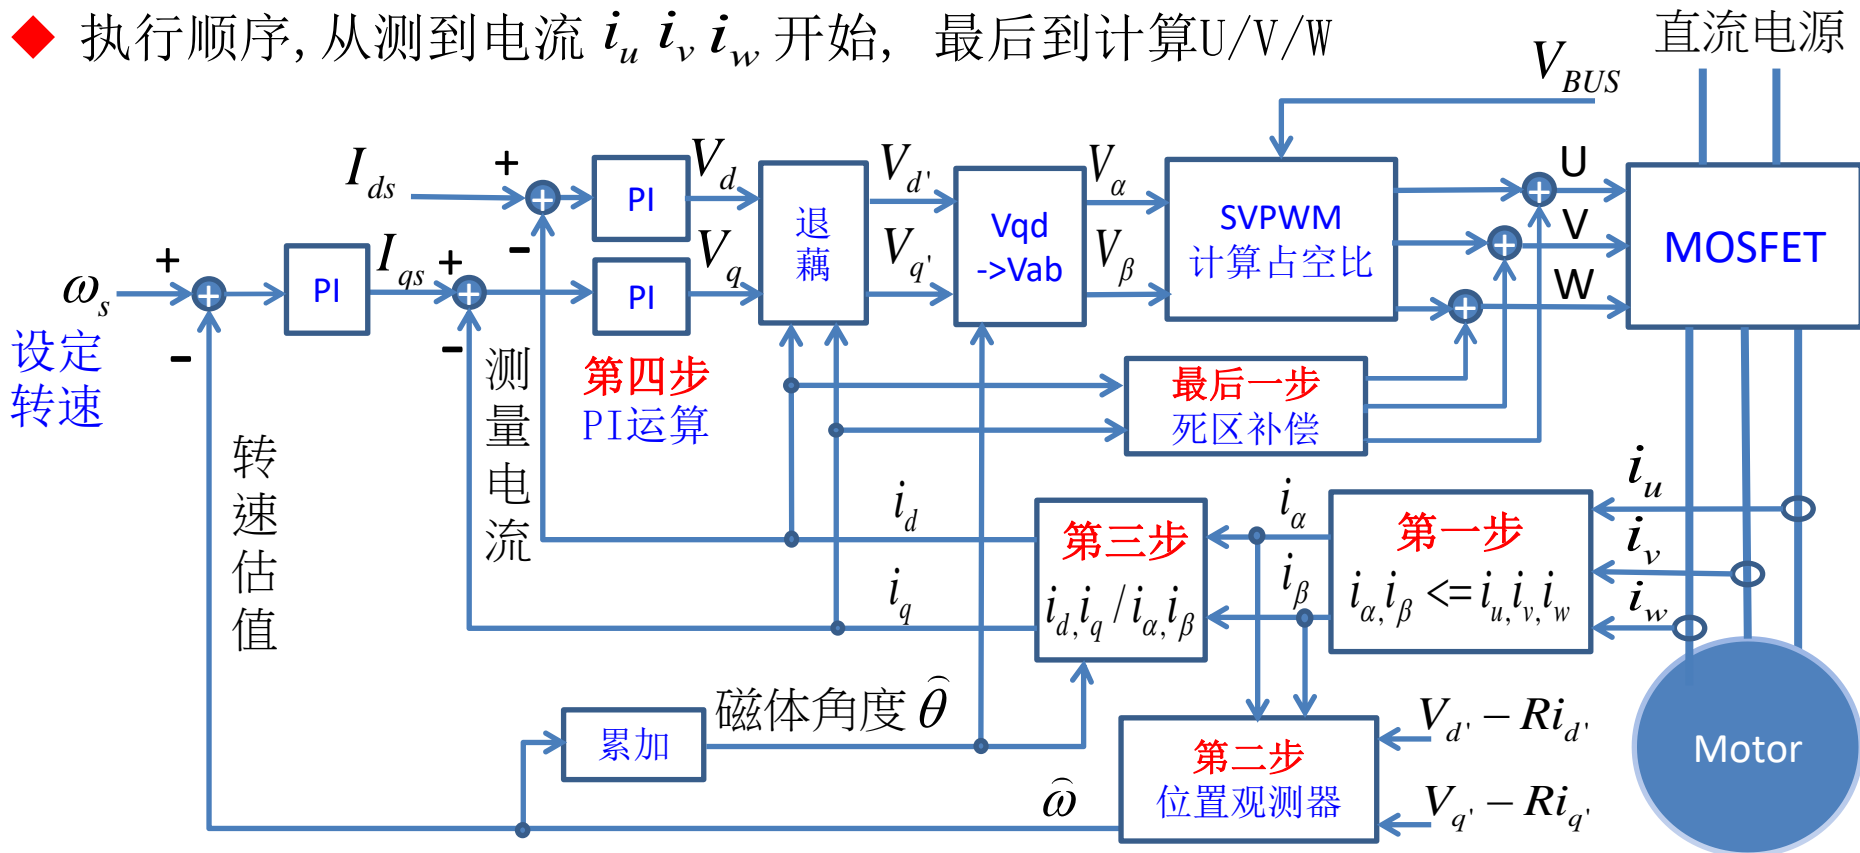 执行顺序, 从测到电流 i_u i_v i_w 开始, 最后到计算U/V/W
直流电源
V_BUS
I_ds
+
-
PI
V_d
退藕
V_d'
Vqd
->Vab
V_α
SVPWM
计算占空比
U
V
W
MOSFET
ω_s
设定
转速
+
-
PI
I_qs
+
-
PI
V_q
V_q'
V_β
测量电流
第四步
PI运算
最后一步
死区补偿
转速估值
i_d
i_q
第三步
i_d,i_q / i_α,i_β
i_α
i_β
第一步
i_α,i_β <= i_u,i_v,i_w
i_u
i_v
i_w
累加
磁体角度 θ̂
ω̂
第二步
位置观测器
V_d' − Ri_d'
V_q' − Ri_q'
Motor